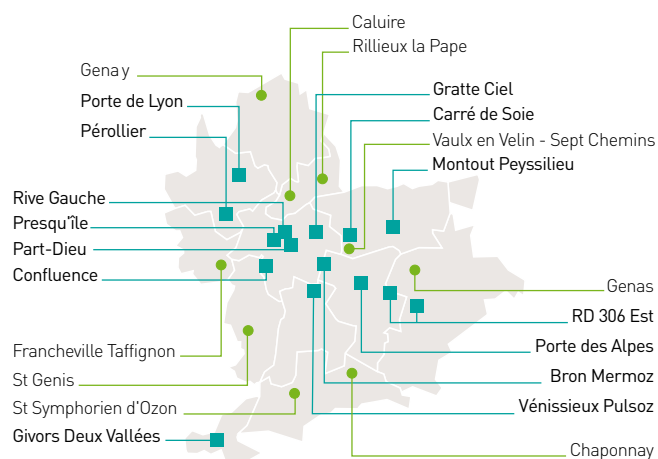 Caluire
Rillieux la Pape
Genay
Porte de Lyon
Pérollier
Gratte Ciel
Carré de Soie
Vaulx en Velin - Sept Chemins
Montout Peyssilieu
Rive Gauche
Presqu'île
Part-Dieu
Confluence
Genas
RD 306 Est
Francheville Taffignon
Porte des Alpes
St Genis
Bron Mermoz
St Symphorien d'Ozon
Vénissieux Pulsoz
Givors Deux Vallées
Chaponnay